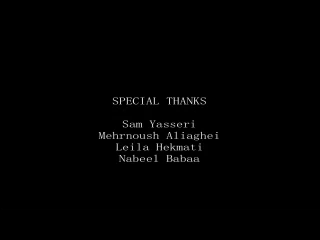 SPECIAL THANKS
Sam Yasseri
Mehrnoush Aliaghei
Leila Hekmati
Nabeel Babaa